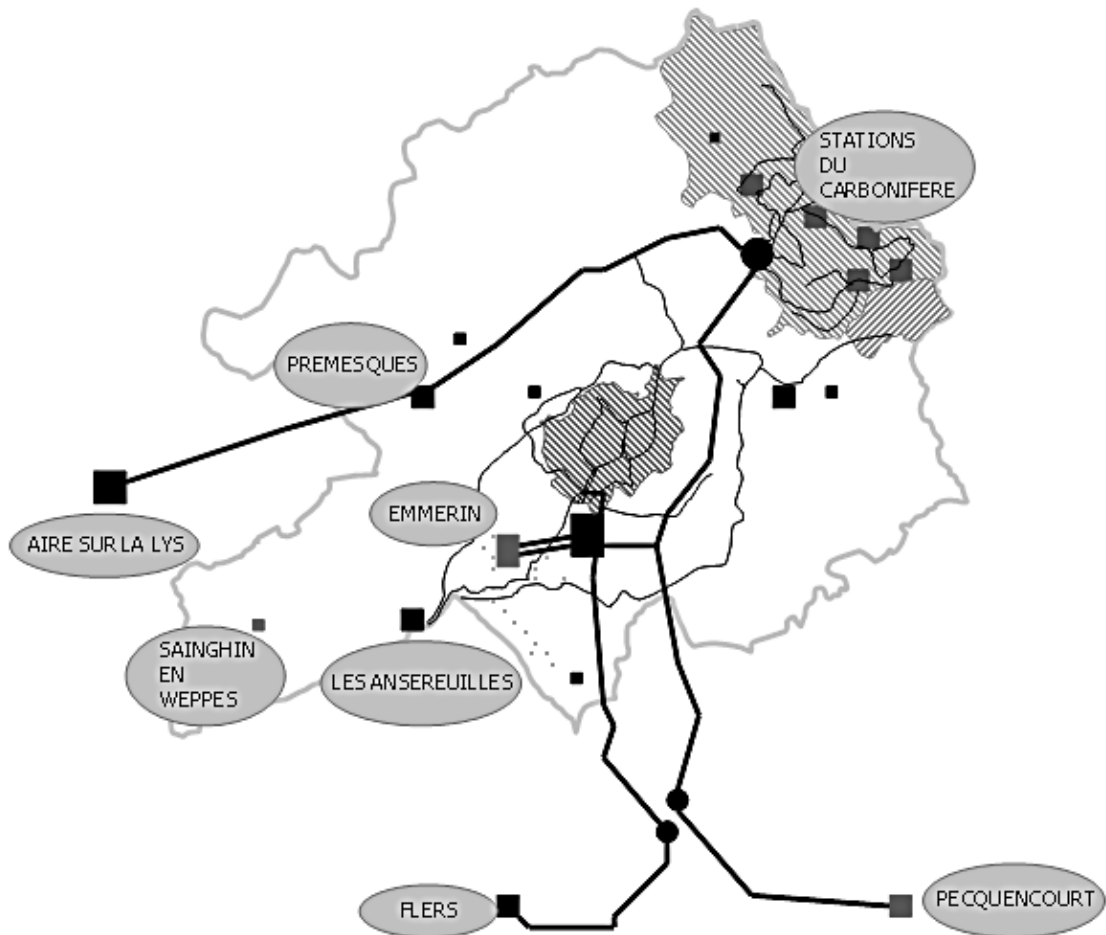 STATIONS
DU
CARBONIFERE
PREMESQUES
EMMERIN
AIRE SUR LA LYS
SAINGHIN
EN
WEPPES
LES ANSEREUILLES
FLERS
PECQUENCOURT